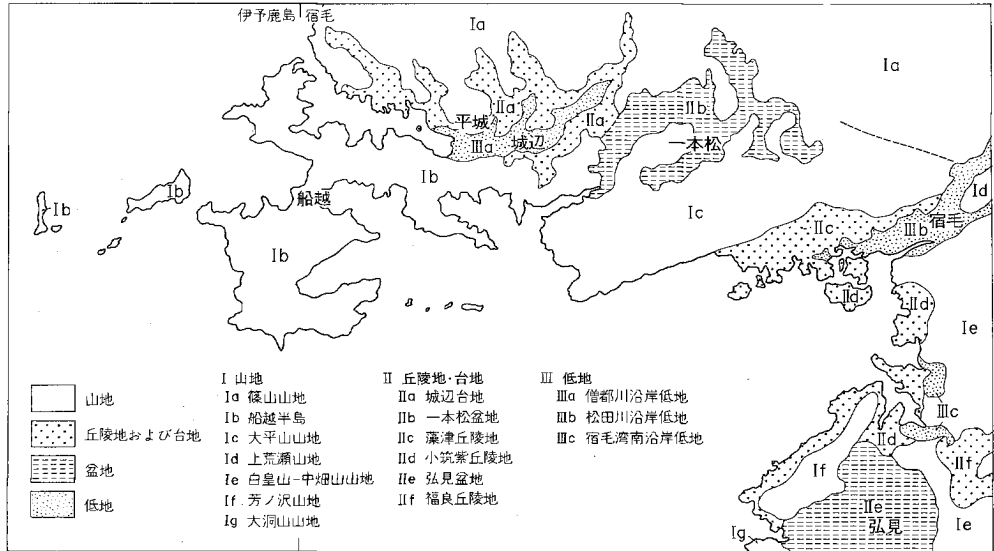 伊予鹿島 宿毛
Ia
Ia
IIa
IIb
平城
IIa
城辺
IIIa
一本松
Ib
Id
Ib
船越
Ib
Ic
IIc
IIIb
宿毛
Ib
IId
IId
Ie
IIIc
IId
IIf
If
IIe
弘見
Ie
Ig
山地
丘陵地および台地
盆地
低地
I 山地
Ia 篠山山地
Ib 船越半島
Ic 大平山山地
Id 上荒瀬山地
Ie 白皇山−中畑山山地
If 芳ノ沢山地
Ig 大洞山山地
II 丘陵地・台地
IIa 城辺台地
IIb 一本松盆地
IIc 藻津丘陵地
IId 小筑紫丘陵地
IIe 弘見盆地
IIf 福良丘陵地
III 低地
IIIa 僧都川沿岸低地
IIIb 松田川沿岸低地
IIIc 宿毛湾南沿岸低地